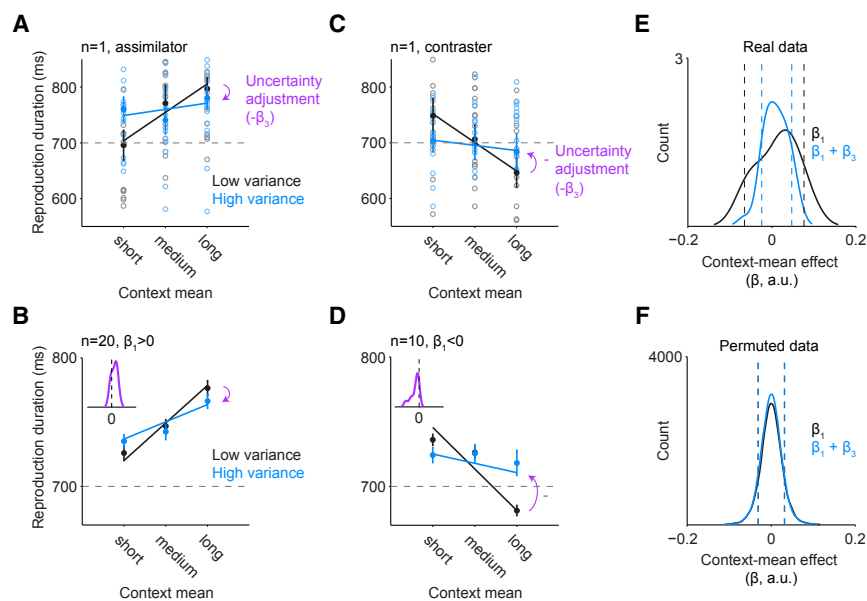 A
n=1, assimilator
Reproduction duration (ms)
800
700
600
Uncertainty
adjustment
(-β3)
Low variance
High variance
short
medium
long
Context mean
C
n=1, contraster
800
700
600
-
Uncertainty
adjustment
(-β3)
short
medium
long
Context mean
E
Real data
3
Count
β1
β1 + β3
−0.2
0
0.2
Context-mean effect
(β, a.u.)
B
n=20, β1>0
Reproduction duration (ms)
800
700
0
Low variance
High variance
short
medium
long
Context mean
D
n=10, β1<0
800
700
0
-
short
medium
long
Context mean
F
Permuted data
4000
Count
β1
β1 + β3
−0.2
0
0.2
Context-mean effect
(β, a.u.)